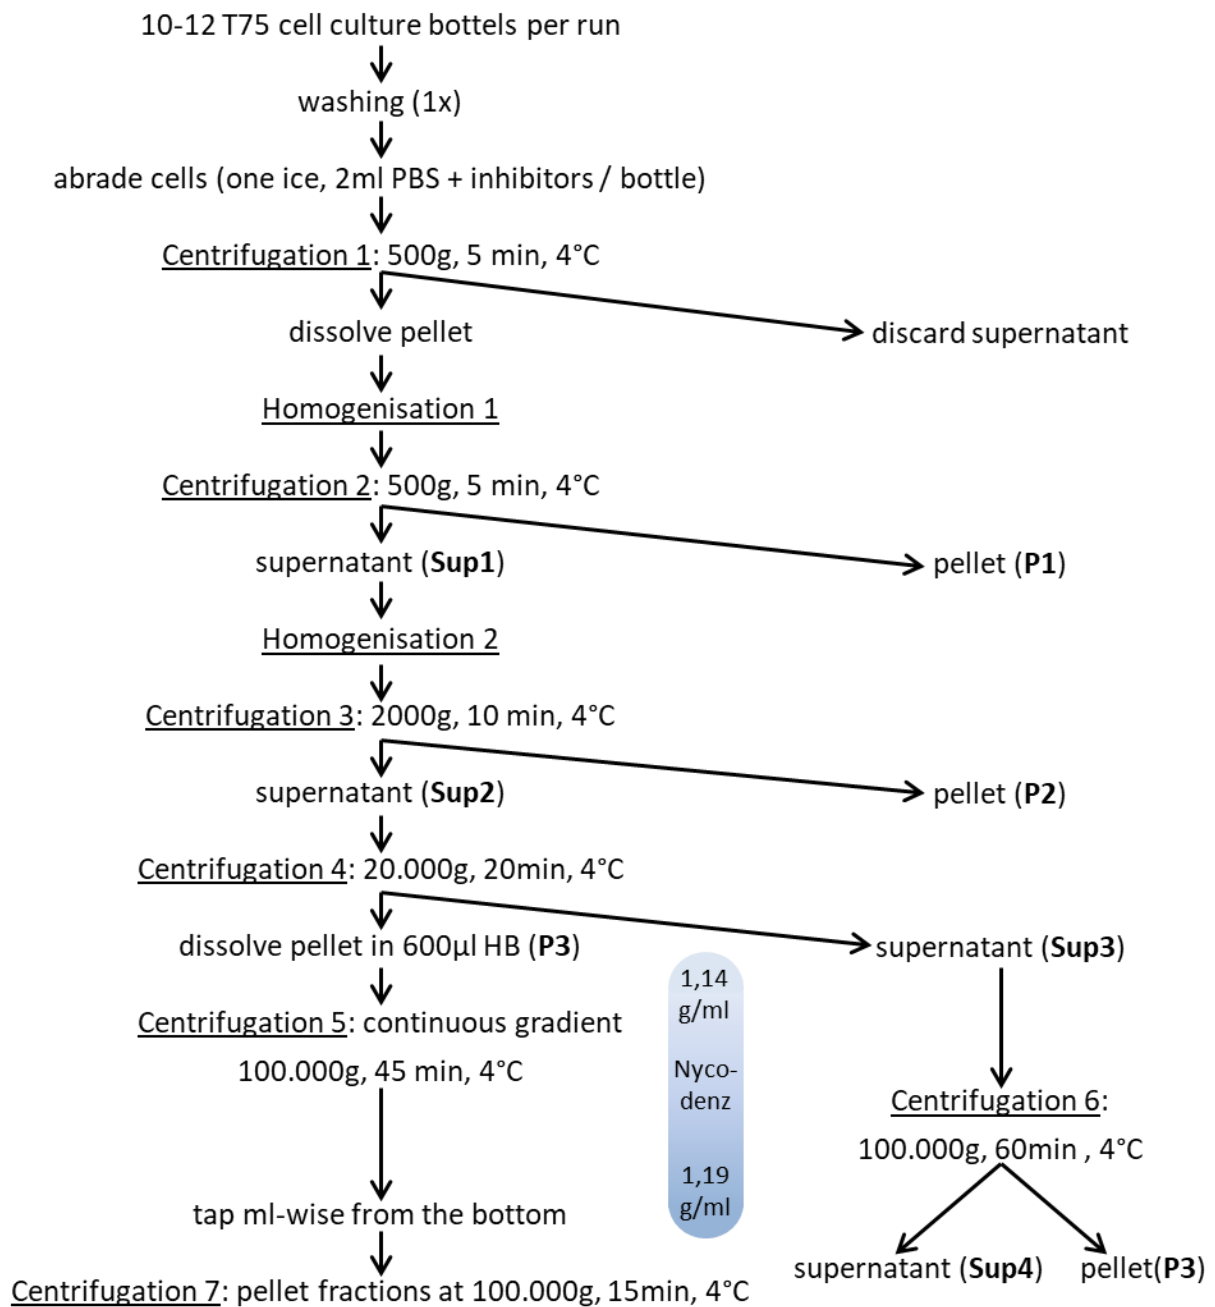 10-12 T75 cell culture bottels per run
washing (1x)
abrade cells (one ice, 2ml PBS + inhibitors / bottle)
Centrifugation 1: 500g, 5 min, 4°C
dissolve pellet
discard supernatant
Homogenisation 1
Centrifugation 2: 500g, 5 min, 4°C
supernatant (Sup1)
pellet (P1)
Homogenisation 2
Centrifugation 3: 2000g, 10 min, 4°C
supernatant (Sup2)
pellet (P2)
Centrifugation 4: 20.000g, 20min, 4°C
dissolve pellet in 600µl HB (P3)
supernatant (Sup3)
Centrifugation 5: continuous gradient
100.000g, 45 min, 4°C
1,14
g/ml
Nyco-
denz
1,19
g/ml
Centrifugation 6:
100.000g, 60min , 4°C
tap ml-wise from the bottom
supernatant (Sup4)
pellet(P3)
Centrifugation 7: pellet fractions at 100.000g, 15min, 4°C